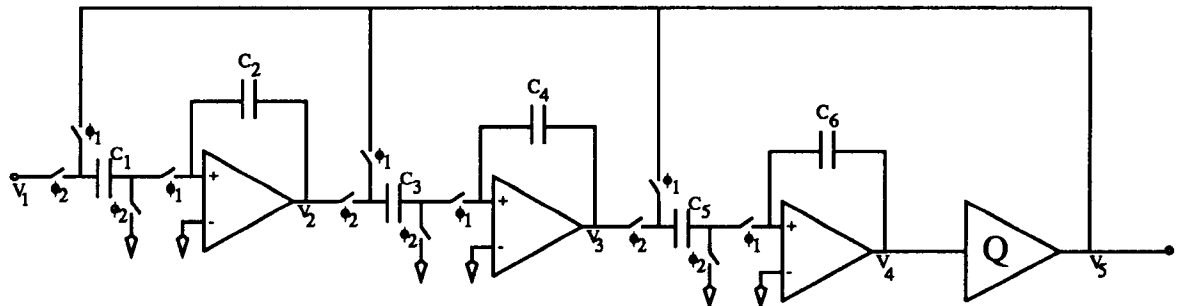 C₂
C₄
C₆
ϕ₁
C₁
ϕ₁
+
-
V₁
ϕ₂
ϕ₂
V₂
ϕ₂
ϕ₁
C₃
ϕ₁
+
-
ϕ₂
V₃
ϕ₂
ϕ₁
C₅
ϕ₁
+
-
ϕ₂
V₄
Q
V₅